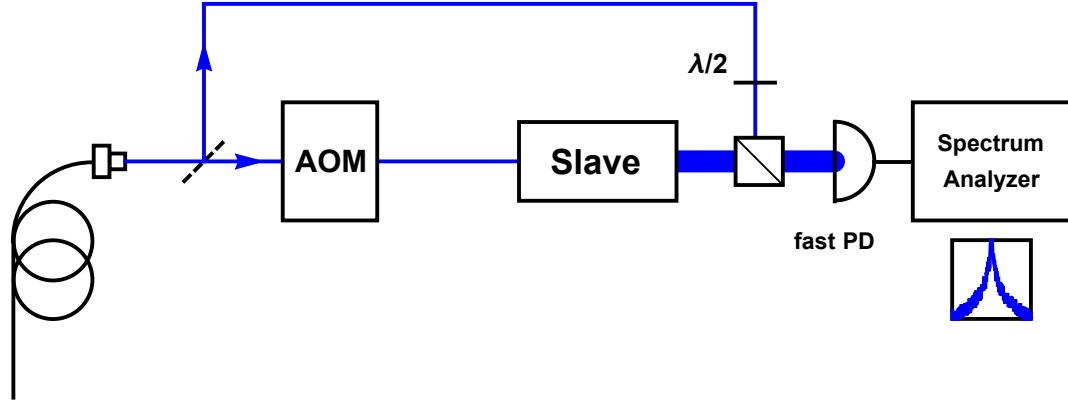 λ/2
AOM
Slave
Spectrum
Analyzer
fast PD